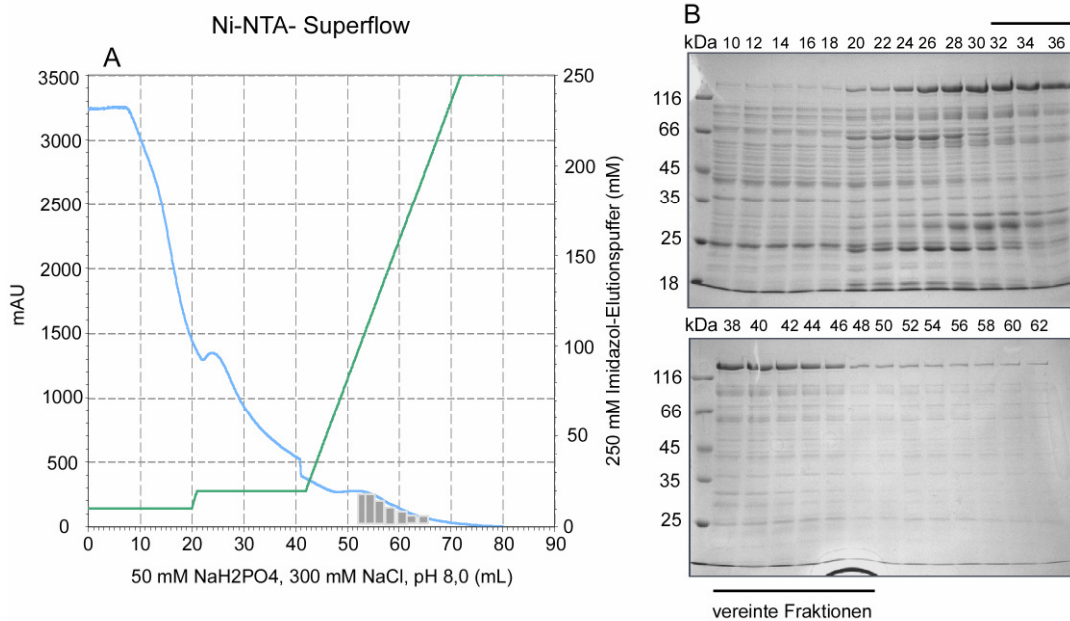 Ni-NTA- Superflow
A
3500
3000
2500
2000
1500
1000
500
0
mAU
250
200
150
100
50
0
250 mM Imidazol-Elutionspuffer (mM)
0 10 20 30 40 50 60 70 80 90
50 mM NaH2PO4, 300 mM NaCl, pH 8,0 (mL)
B
kDa 10 12 14 16 18 20 22 24 26 28 30 32 34 36
116
66
45
35
25
18
kDa 38 40 42 44 46 48 50 52 54 56 58 60 62
116
66
45
35
25
vereinte Fraktionen